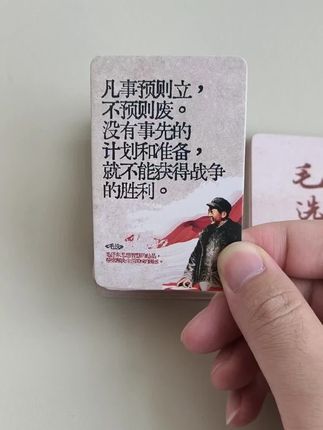 凡事预则立，
不预则废。
没有事先的
计划和准备，
就不能获得战争
的胜利。
毛
选